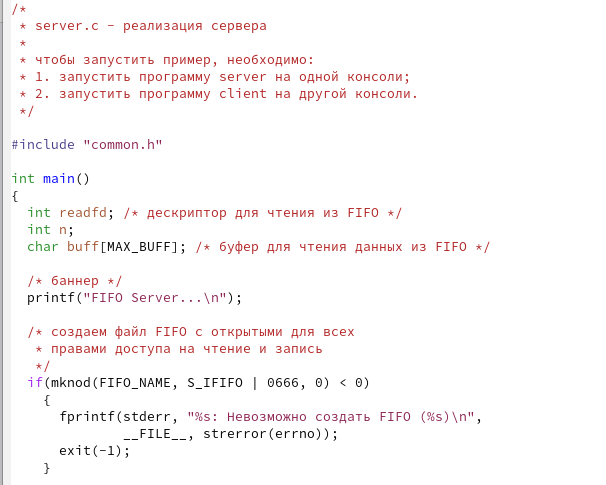 /*
 * server.c - реализация сервера
 *
 * чтобы запустить пример, необходимо:
 * 1. запустить программу server на одной консоли;
 * 2. запустить программу client на другой консоли.
 */

#include "common.h"

int main()
{
  int readfd; /* дескриптор для чтения из FIFO */
  int n;
  char buff[MAX_BUFF]; /* буфер для чтения данных из FIFO */

  /* баннер */
  printf("FIFO Server...\n");

  /* создаем файл FIFO с открытыми для всех
   * правами доступа на чтение и запись
   */
  if(mknod(FIFO_NAME, S_IFIFO | 0666, 0) < 0)
    {
      fprintf(stderr, "%s: Невозможно создать FIFO (%s)\n",
              __FILE__, strerror(errno));
      exit(-1);
    }